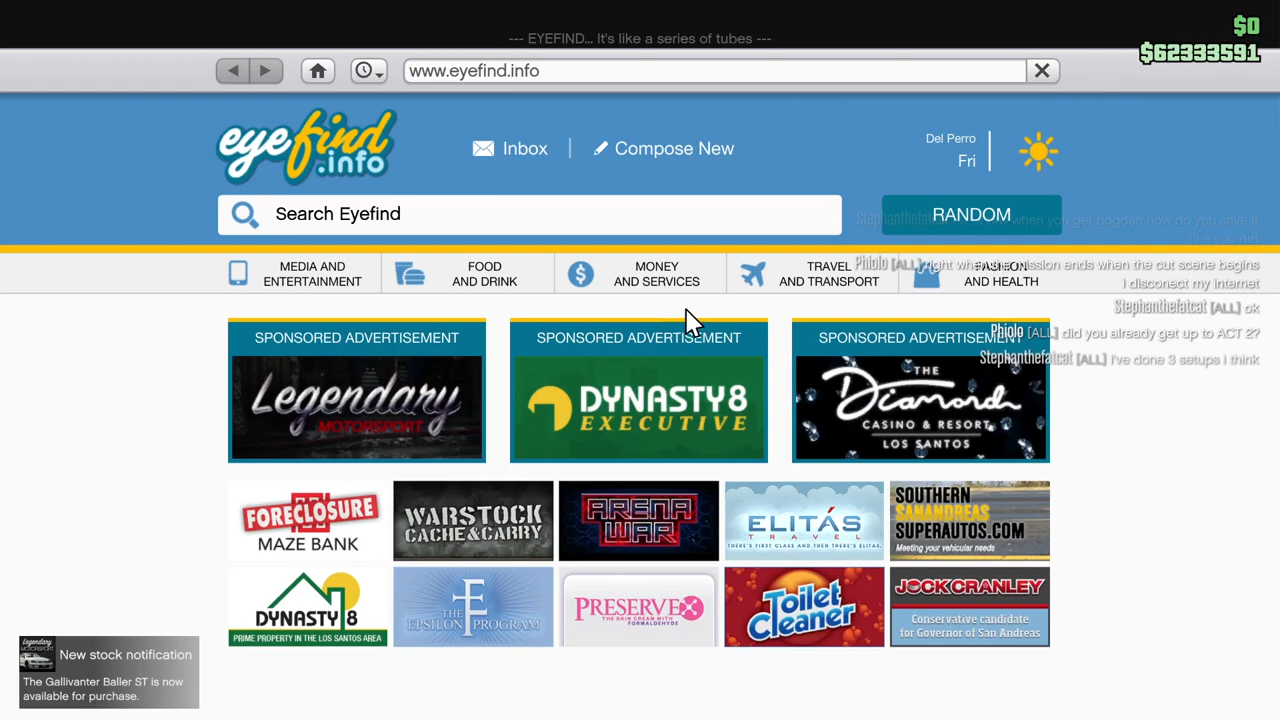 $0
--- EYEFIND... It's like a series of tubes ---
$62333591
www.eyefind.info
eyefind
.info
Inbox
Compose New
Del Perro
Fri
Search Eyefind
RANDOM
Stephanthefatcat when you get bogdan how do you save it
like you did
MEDIA AND
ENTERTAINMENT
FOOD
AND DRINK
MONEY
AND SERVICES
TRAVEL
AND TRANSPORT
FASHION
AND HEALTH
Phiolo [ALL] right when the mission ends when the cut scene begins
I disconect my internet
Stephanthefatcat [ALL] ok
Phiolo [ALL] did you already get up to ACT 2?
Stephanthefatcat [ALL] I've done 3 setups i think
SPONSORED ADVERTISEMENT
SPONSORED ADVERTISEMENT
SPONSORED ADVERTISEMENT
Legendary
MOTORSPORT
DYNASTY8
EXECUTIVE
THE
Diamond
CASINO & RESORT
LOS SANTOS
FORECLOSURE
MAZE BANK
WARSTOCK
CACHE & CARRY
ARENA
WAR
ELITÁS
TRAVEL
THERE'S FIRST CLASS AND THEN THERE'S ELITAS.
SOUTHERN
SANANDREAS
SUPERAUTOS.COM
Meeting your vehicular needs
DYNASTY 8
PRIME PROPERTY IN THE LOS SANTOS AREA
THE
EPSILON PROGRAM
PRESERVEX
THE SKIN CREAM WITH
FORMALDEHYDE
Toilet
Cleaner
JOCK CRANLEY
Conservative candidate
for Governor of San Andreas
Legendary
MOTORSPORT
New stock notification
The Gallivanter Baller ST is now
available for purchase.